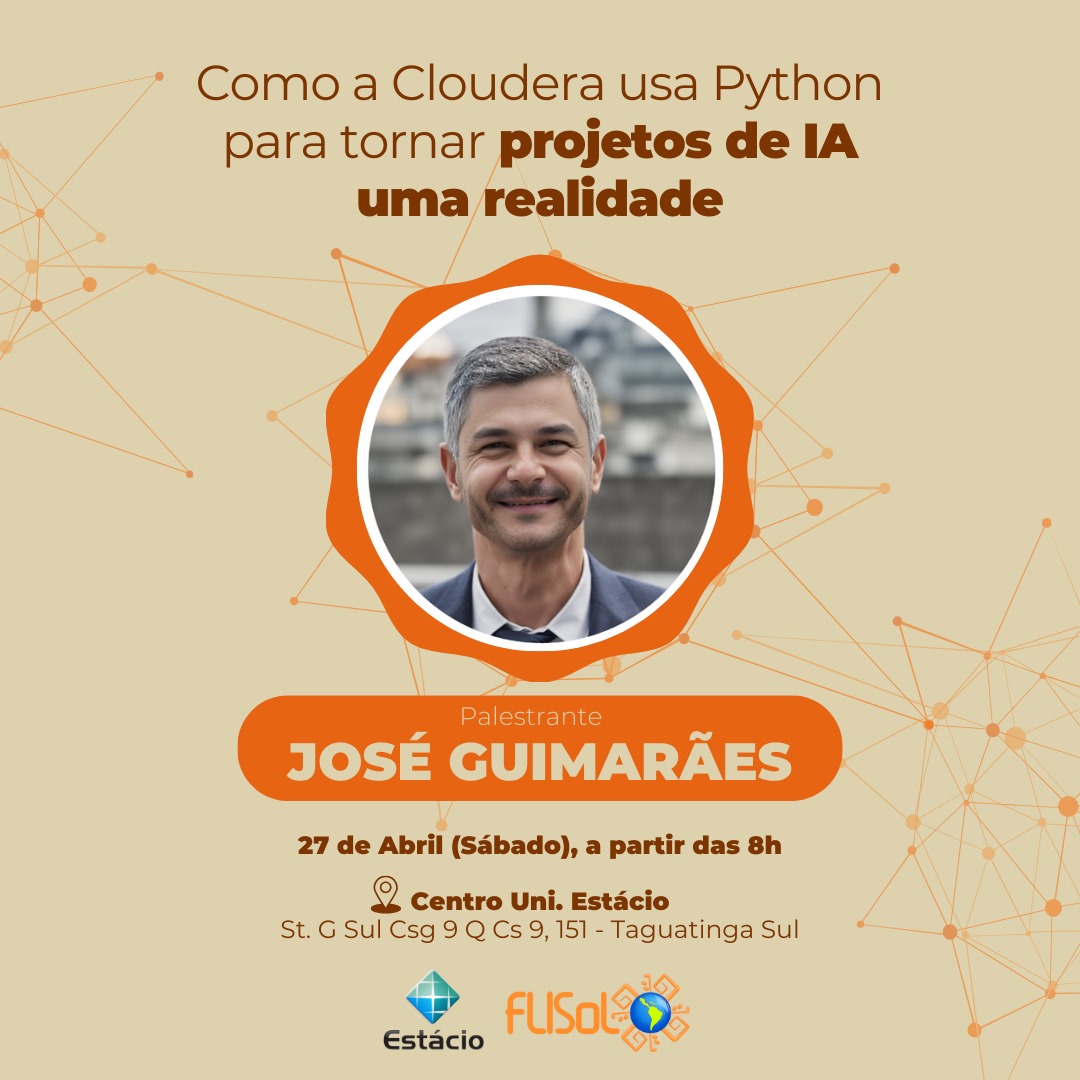 Como a Cloudera usa Python
para tornar projetos de IA
uma realidade
Palestrante
JOSÉ GUIMARÃES
27 de Abril (Sábado), a partir das 8h
Centro Uni. Estácio
St. G Sul Csg 9 Q Cs 9, 151 - Taguatinga Sul
Estácio
FLISol